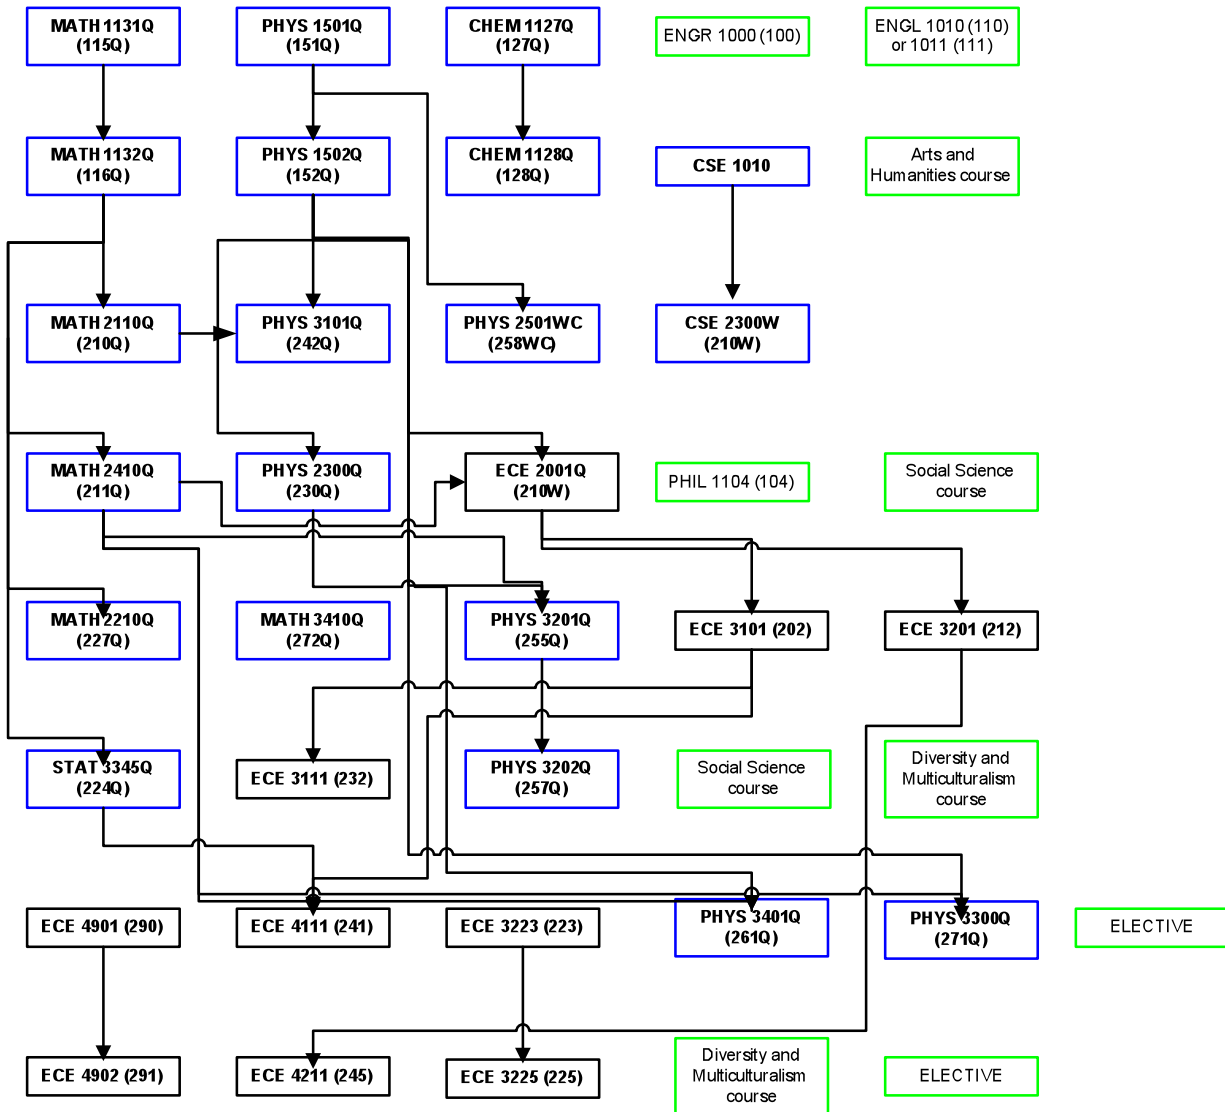 MATH 1131Q
(115Q)
PHYS 1501Q
(151Q)
CHEM 1127Q
(127Q)
ENGR 1000 (100)
ENGL 1010 (110)
or 1011 (111)
MATH 1132Q
(116Q)
PHYS 1502Q
(152Q)
CHEM 1128Q
(128Q)
CSE 1010
Arts and
Humanities course
MATH 2110Q
(210Q)
PHYS 3101Q
(242Q)
PHYS 2501WC
(258WC)
CSE 2300W
(210W)
MATH 2410Q
(211Q)
PHYS 2300Q
(230Q)
ECE 2001Q
(210W)
PHIL 1104 (104)
Social Science
course
MATH 2210Q
(227Q)
MATH 3410Q
(272Q)
PHYS 3201Q
(255Q)
ECE 3101 (202)
ECE 3201 (212)
STAT 3345Q
(224Q)
ECE 3111 (232)
PHYS 3202Q
(257Q)
Social Science
course
Diversity and
Multiculturalism
course
ECE 4901 (290)
ECE 4111 (241)
ECE 3223 (223)
PHYS 3401Q
(261Q)
PHYS 3300Q
(271Q)
ELECTIVE
ECE 4902 (291)
ECE 4211 (245)
ECE 3225 (225)
Diversity and
Multiculturalism
course
ELECTIVE